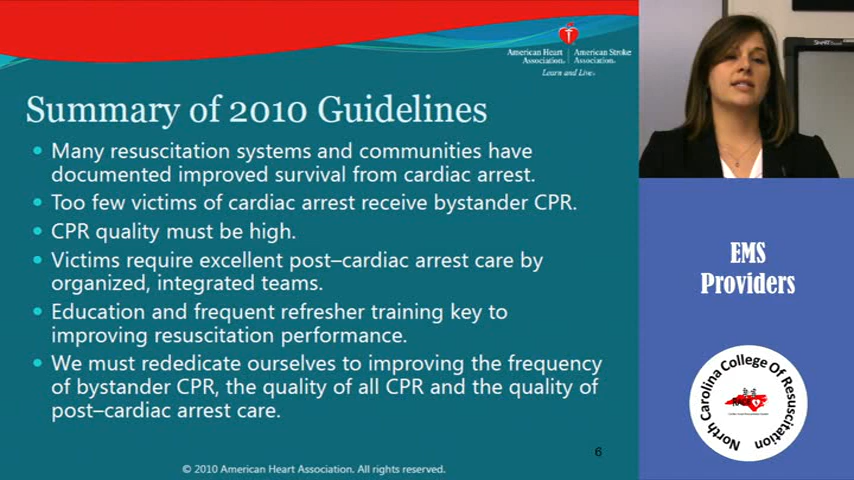 American Heart Association®
American Stroke Association®
Learn and Live®
Summary of 2010 Guidelines
• Many resuscitation systems and communities have
documented improved survival from cardiac arrest.
• Too few victims of cardiac arrest receive bystander CPR.
• CPR quality must be high.
• Victims require excellent post–cardiac arrest care by
organized, integrated teams.
• Education and frequent refresher training key to
improving resuscitation performance.
• We must rededicate ourselves to improving the frequency
of bystander CPR, the quality of all CPR and the quality of
post–cardiac arrest care.
6
© 2010 American Heart Association. All rights reserved.
EMS
Providers
North Carolina College Of Resuscitation